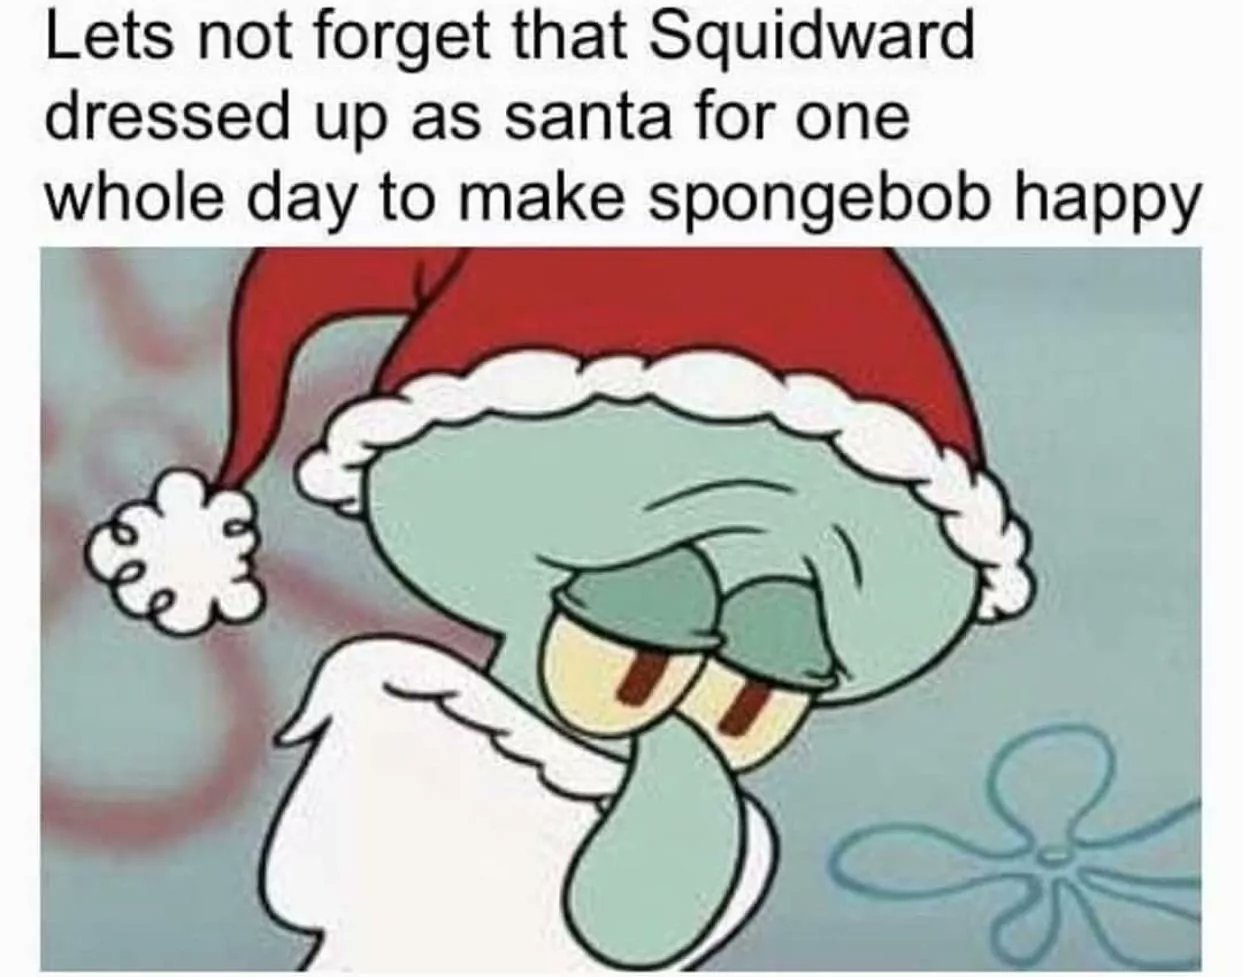 Lets not forget that Squidward
dressed up as santa for one
whole day to make spongebob happy